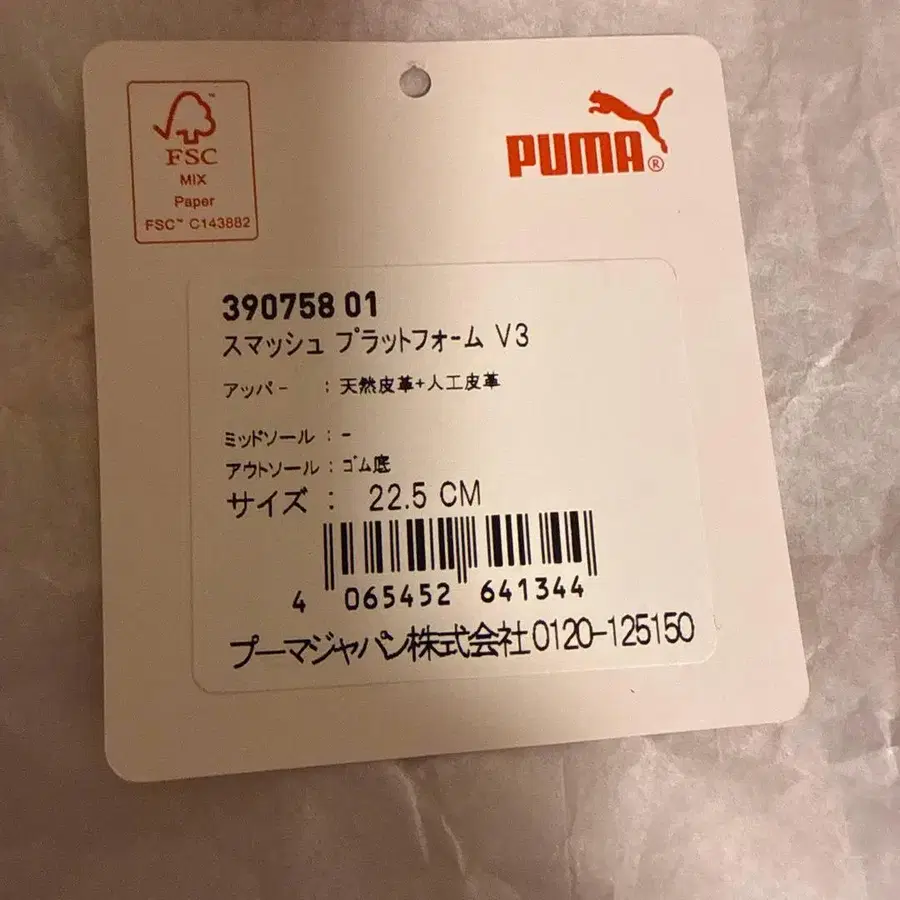 FSC™
MIX
Paper
FSC™ C143882
PUMA®
390758 01
スマッシュ プラットフォーム V3
アッパー : 天然皮革+人工皮革
ミッドソール : -
アウトソール : ゴム底
サイズ : 22.5 CM
4 065452 641344
プーマジャパン株式会社0120-125150